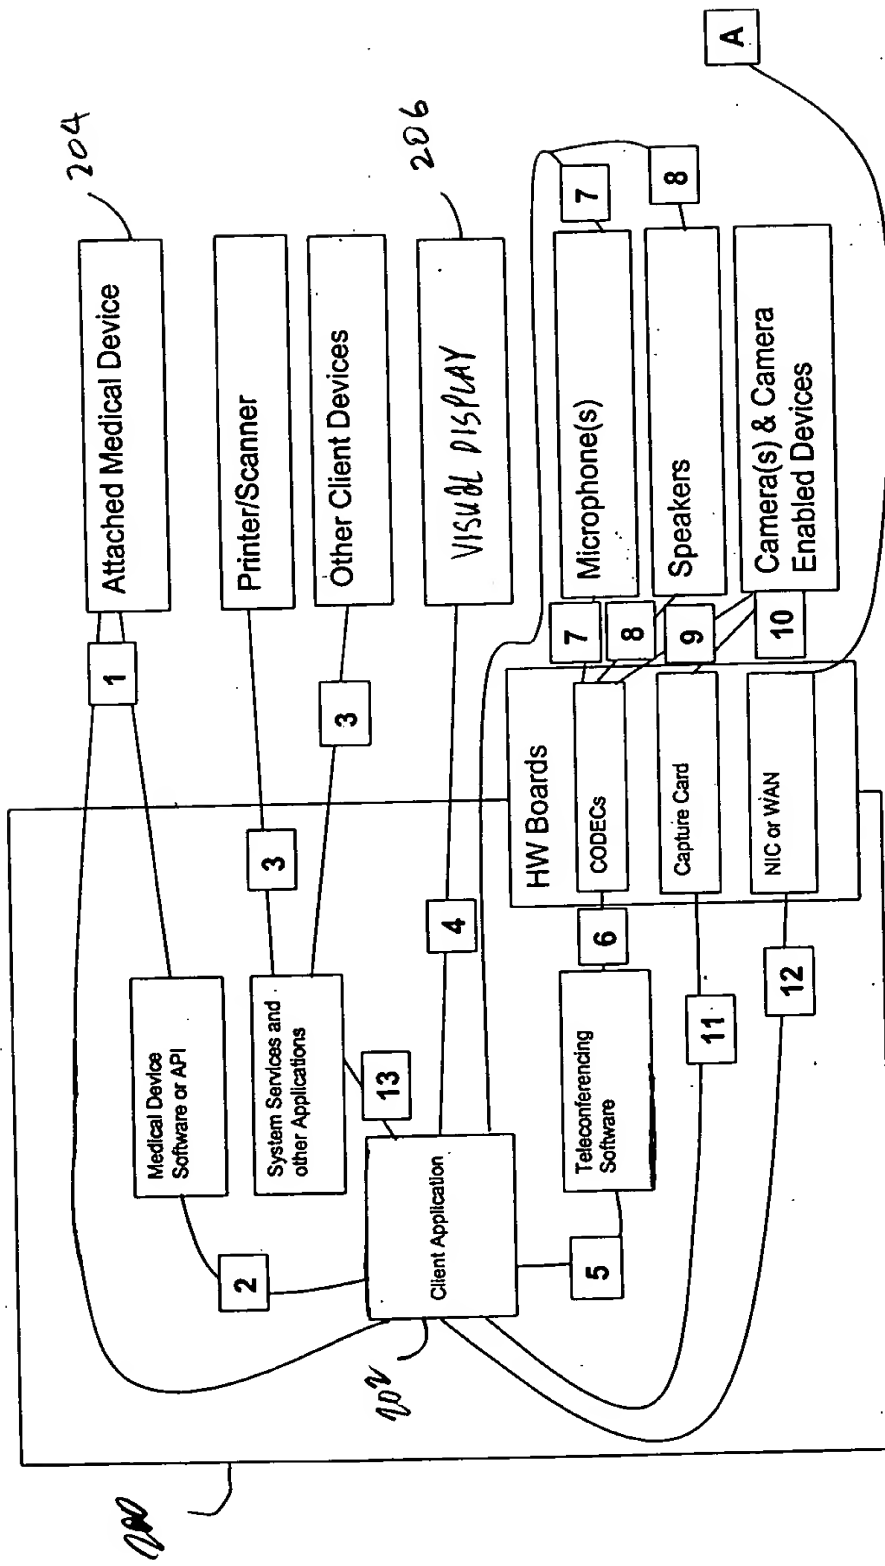 204
Attached Medical Device
1
Printer/Scanner
3
Other Client Devices
3
206
VISUAL DISPLAY
4
7
Microphone(s)
7
8
Speakers
8
Camera(s) & Camera
Enabled Devices
9
10
A
HW Boards
CODECs
Capture Card
NIC or WAN
6
11
12
Medical Device
Software or API
2
System Services and
other Applications
13
Client Application
202
Teleconferencing
Software
5
200